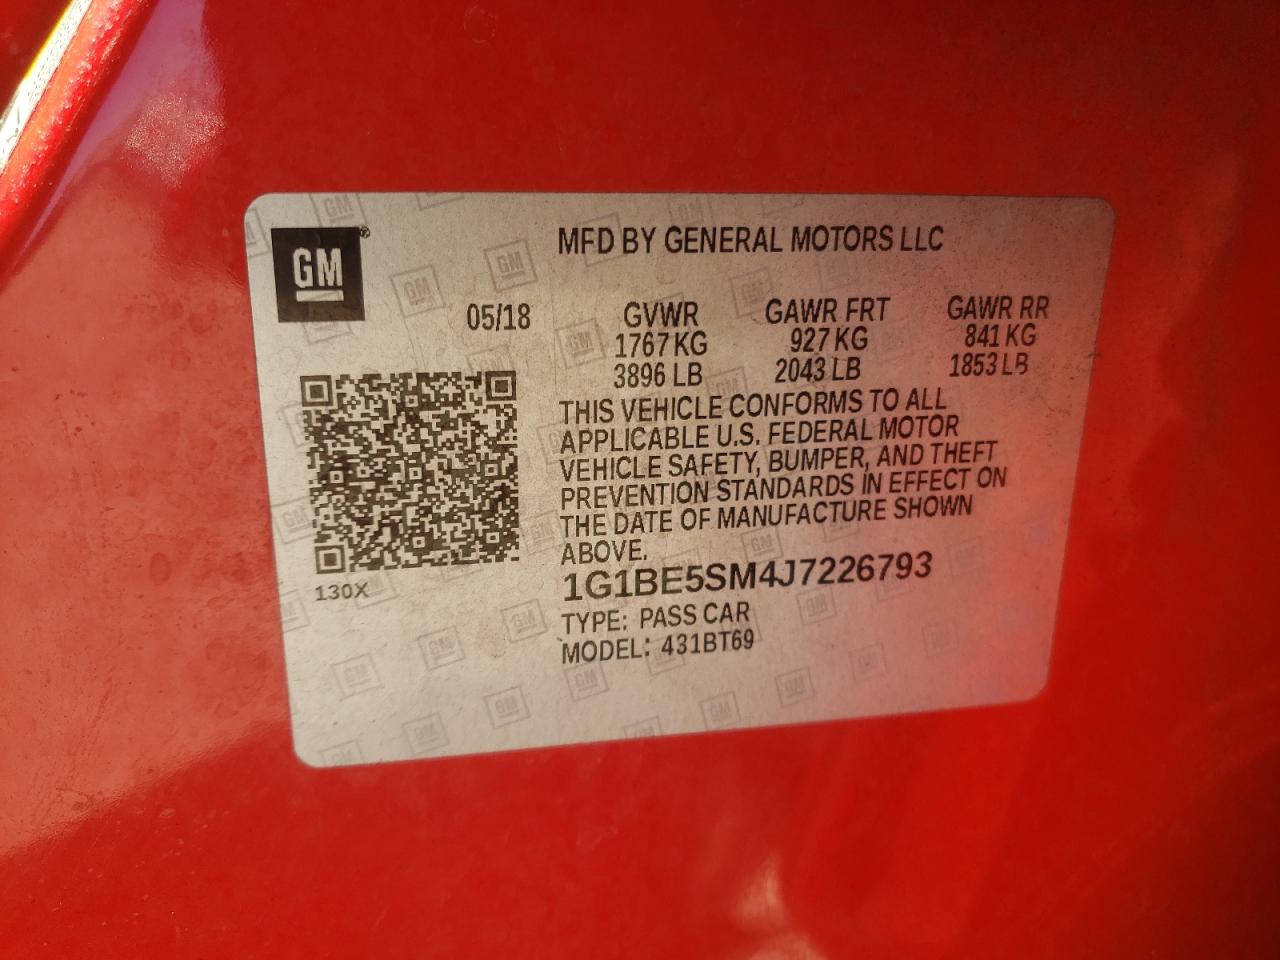 GM
MFD BY GENERAL MOTORS LLC
05/18 GVWR GAWR FRT GAWR RR
1767 KG 927 KG 841 KG
3896 LB 2043 LB 1853 LB
THIS VEHICLE CONFORMS TO ALL
APPLICABLE U.S. FEDERAL MOTOR
VEHICLE SAFETY, BUMPER, AND THEFT
PREVENTION STANDARDS IN EFFECT ON
THE DATE OF MANUFACTURE SHOWN
ABOVE.
130X
1G1BE5SM4J7226793
TYPE: PASS CAR
MODEL: 431BT69